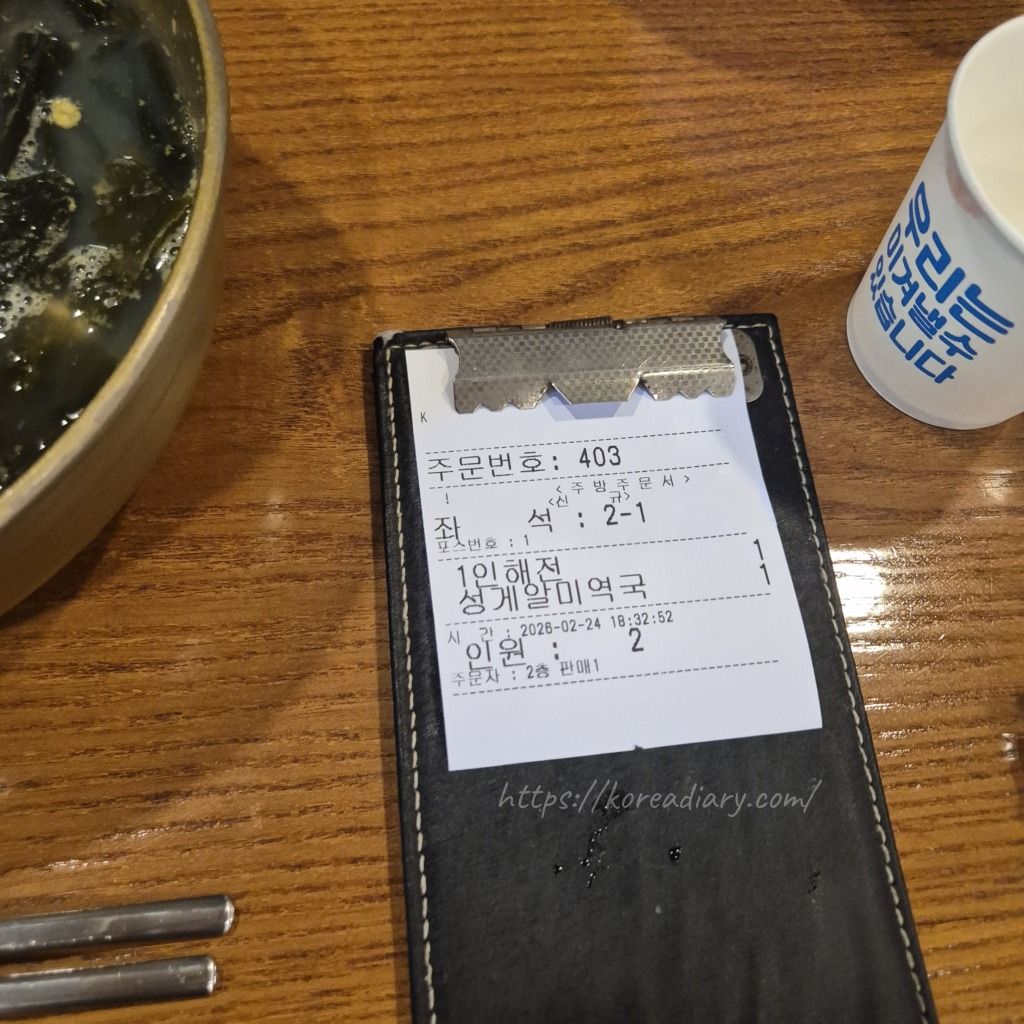 K
주문번호: 403
! <주방주문서>
<신 규>
좌 석 : 2-1
포스번호 : 1
1인해전 1
성게알미역국 1
시 간 : 2026-02-24 18:32:52
인원 : 2
주문자 : 2층 판매1
우리는
이겨낼수
있습니다
https://koreadiary.com/